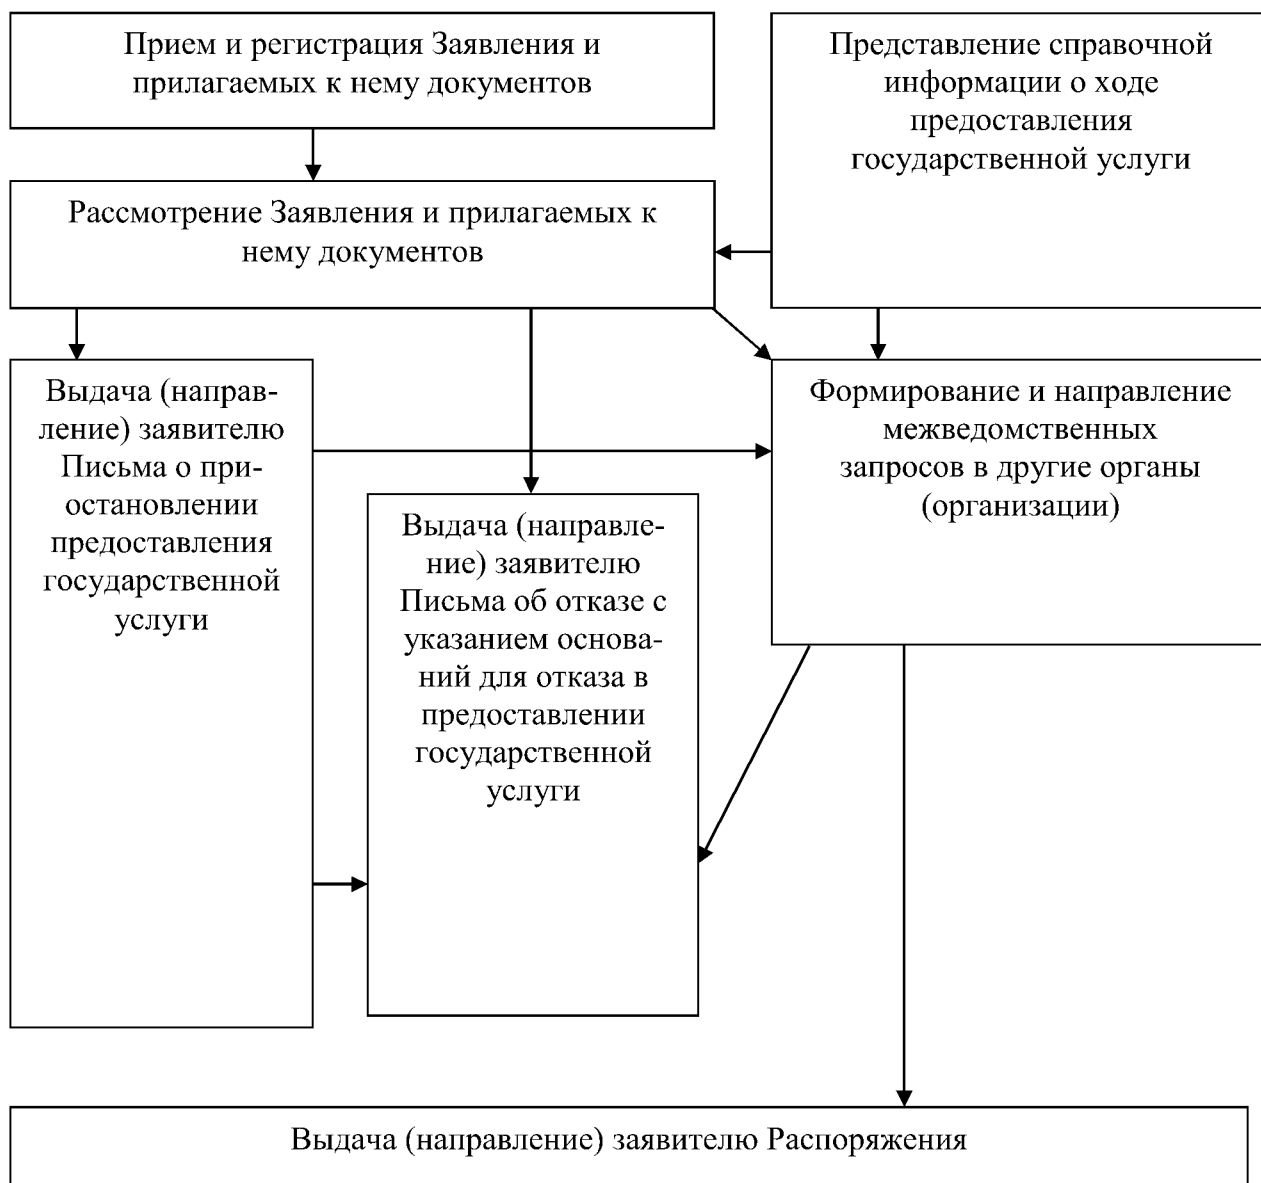 Прием и регистрация Заявления и
прилагаемых к нему документов
Представление справочной
информации о ходе
предоставления
государственной услуги
Рассмотрение Заявления и прилагаемых к
нему документов
Выдача (направ-
ление) заявителю
Письма о при-
остановлении
предоставления
государственной
услуги
Выдача (направле-
ние) заявителю
Письма об отказе с
указанием основа-
ний для отказа в
предоставлении
государственной
услуги
Формирование и направление
межведомственных
запросов в другие органы
(организации)
Выдача (направление) заявителю Распоряжения